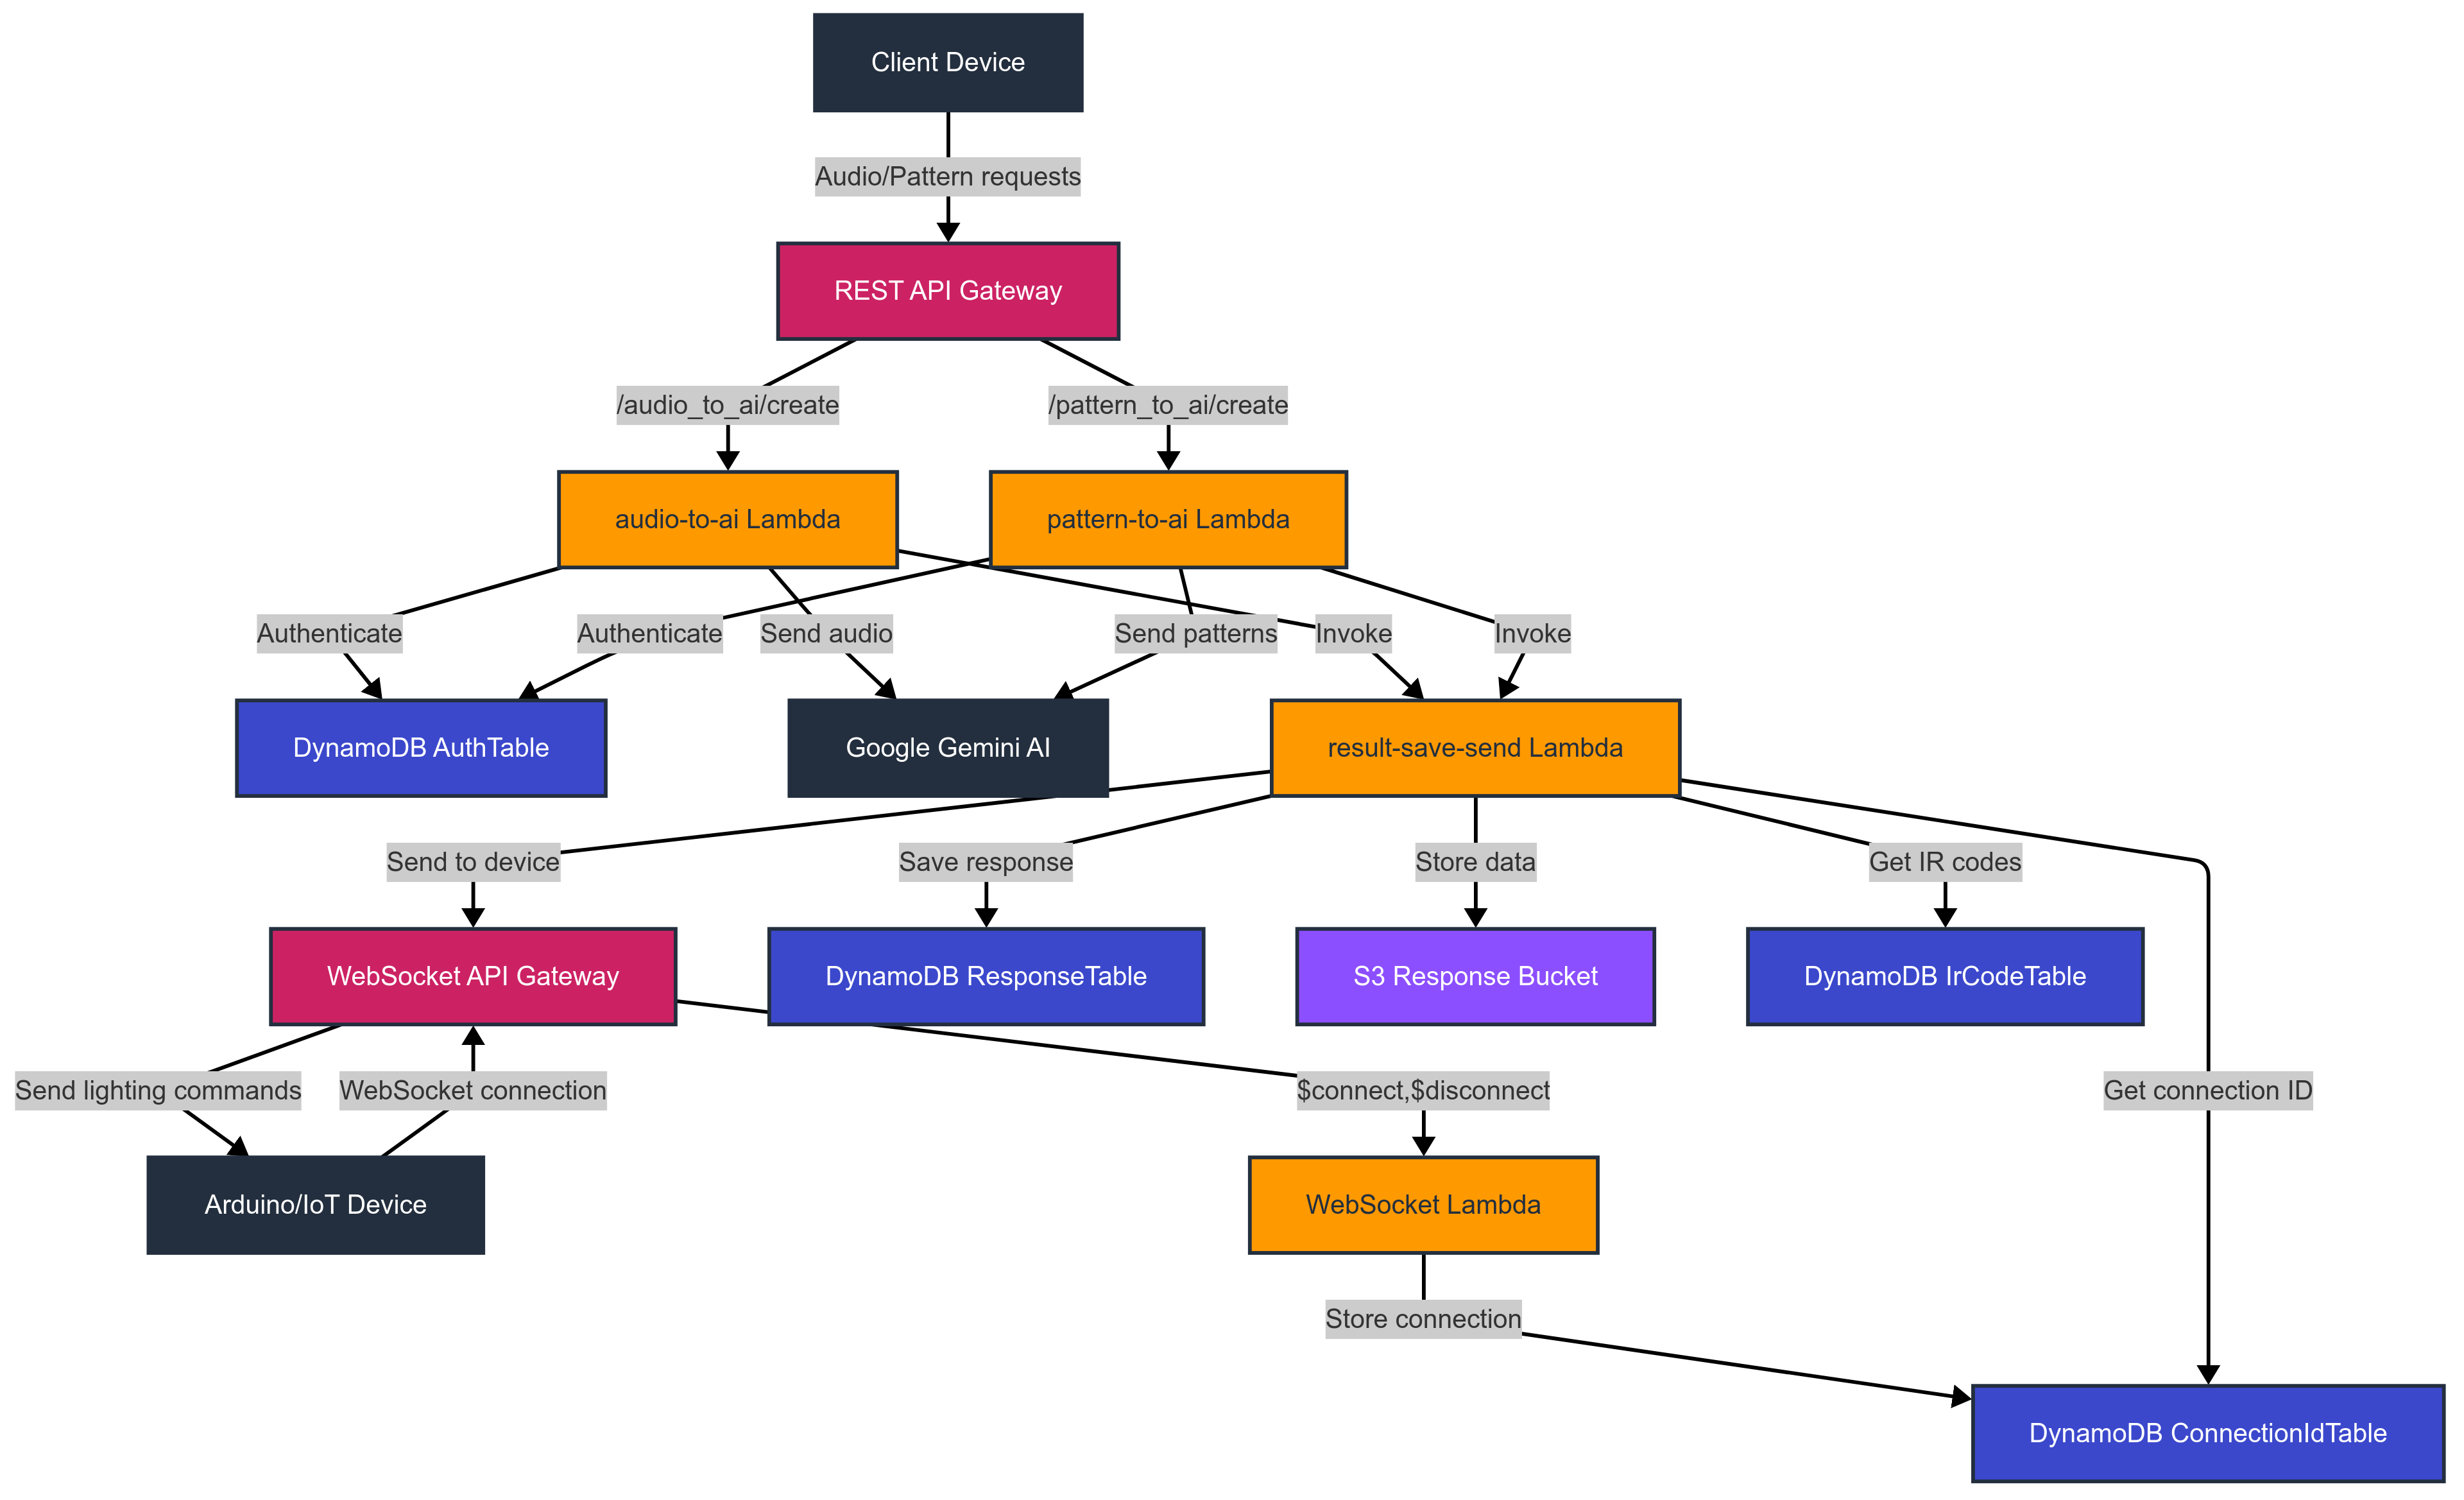 Client Device
Audio/Pattern requests
REST API Gateway
/audio_to_ai/create
/pattern_to_ai/create
audio-to-ai Lambda
pattern-to-ai Lambda
Authenticate
Authenticate
Send audio
Send patterns
Invoke
Invoke
DynamoDB AuthTable
Google Gemini AI
result-save-send Lambda
Send to device
Save response
Store data
Get IR codes
WebSocket API Gateway
DynamoDB ResponseTable
S3 Response Bucket
DynamoDB IrCodeTable
Send lighting commands
WebSocket connection
$connect,$disconnect
Get connection ID
Arduino/IoT Device
WebSocket Lambda
Store connection
DynamoDB ConnectionIdTable